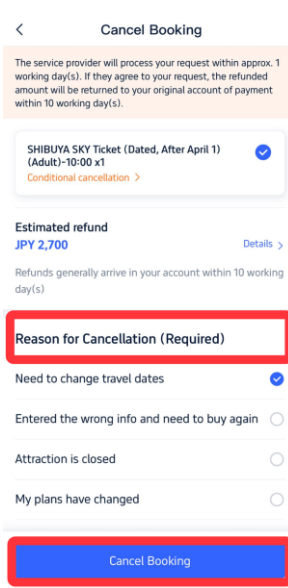 Cancel Booking
The service provider will process your request within approx. 1
working day(s). If they agree to your request, the refunded
amount will be returned to your original account of payment
within 10 working day(s).
SHIBUYA SKY Ticket (Dated, After April 1)
(Adult)-10:00 x1
Conditional cancellation >
Estimated refund
JPY 2,700
Details >
Refunds generally arrive in your account within 10 working
day(s)
Reason for Cancellation (Required)
Need to change travel dates
Entered the wrong info and need to buy again
Attraction is closed
My plans have changed
Cancel Booking